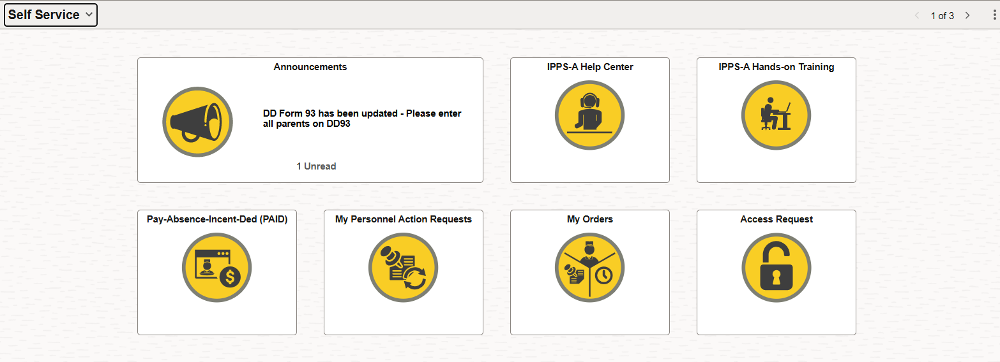 Self Service
1 of 3
Announcements
DD Form 93 has been updated - Please enter
all parents on DD93
1 Unread
IPPS-A Help Center
IPPS-A Hands-on Training
Pay-Absence-Incent-Ded (PAID)
$
My Personnel Action Requests
My Orders
Access Request